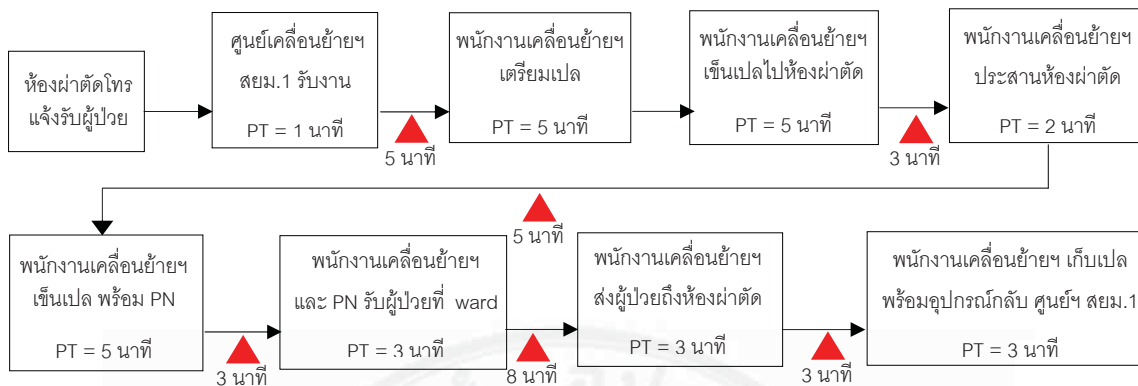 ห้องผ่าตัดโทร
แจ้งรับผู้ป่วย
ศูนย์เคลื่อนย้ายฯ
สยม.1 รับงาน
PT = 1 นาที
5 นาที
พนักงานเคลื่อนย้ายฯ
เตรียมเปล
PT = 5 นาที
พนักงานเคลื่อนย้ายฯ
เข็นเปลไปห้องผ่าตัด
PT = 5 นาที
3 นาที
พนักงานเคลื่อนย้ายฯ
ประสานห้องผ่าตัด
PT = 2 นาที
5 นาที
พนักงานเคลื่อนย้ายฯ
เข็นเปล พร้อม PN
PT = 5 นาที
3 นาที
พนักงานเคลื่อนย้ายฯ
และ PN รับผู้ป่วยที่ ward
PT = 3 นาที
8 นาที
พนักงานเคลื่อนย้ายฯ
ส่งผู้ป่วยถึงห้องผ่าตัด
PT = 3 นาที
3 นาที
พนักงานเคลื่อนย้ายฯ เก็บเปล
พร้อมอุปกรณ์กลับ ศูนย์ฯ สยม.1
PT = 3 นาที